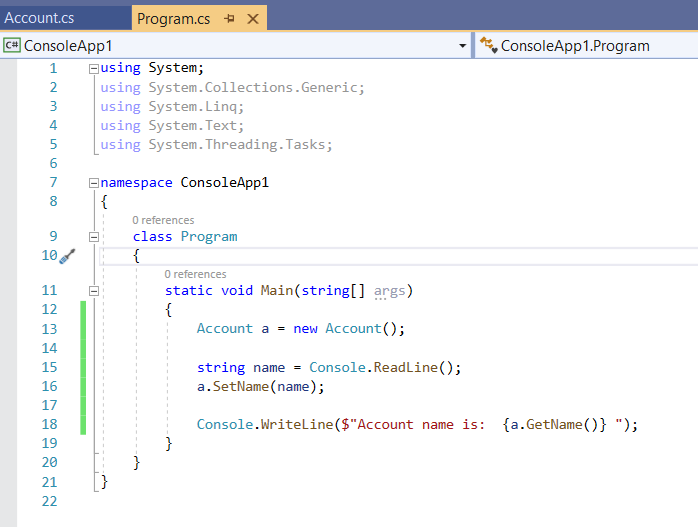 Account.cs
Program.cs
C# ConsoleApp1
ConsoleApp1.Program
1 using System;
2 using System.Collections.Generic;
3 using System.Linq;
4 using System.Text;
5 using System.Threading.Tasks;
6
7 namespace ConsoleApp1
8 {
0 references
9 class Program
10 {
0 references
11 static void Main(string[] args)
12 {
13 Account a = new Account();
14
15 string name = Console.ReadLine();
16 a.SetName(name);
17
18 Console.WriteLine($"Account name is:  {a.GetName()} ");
19 }
20 }
21 }
22